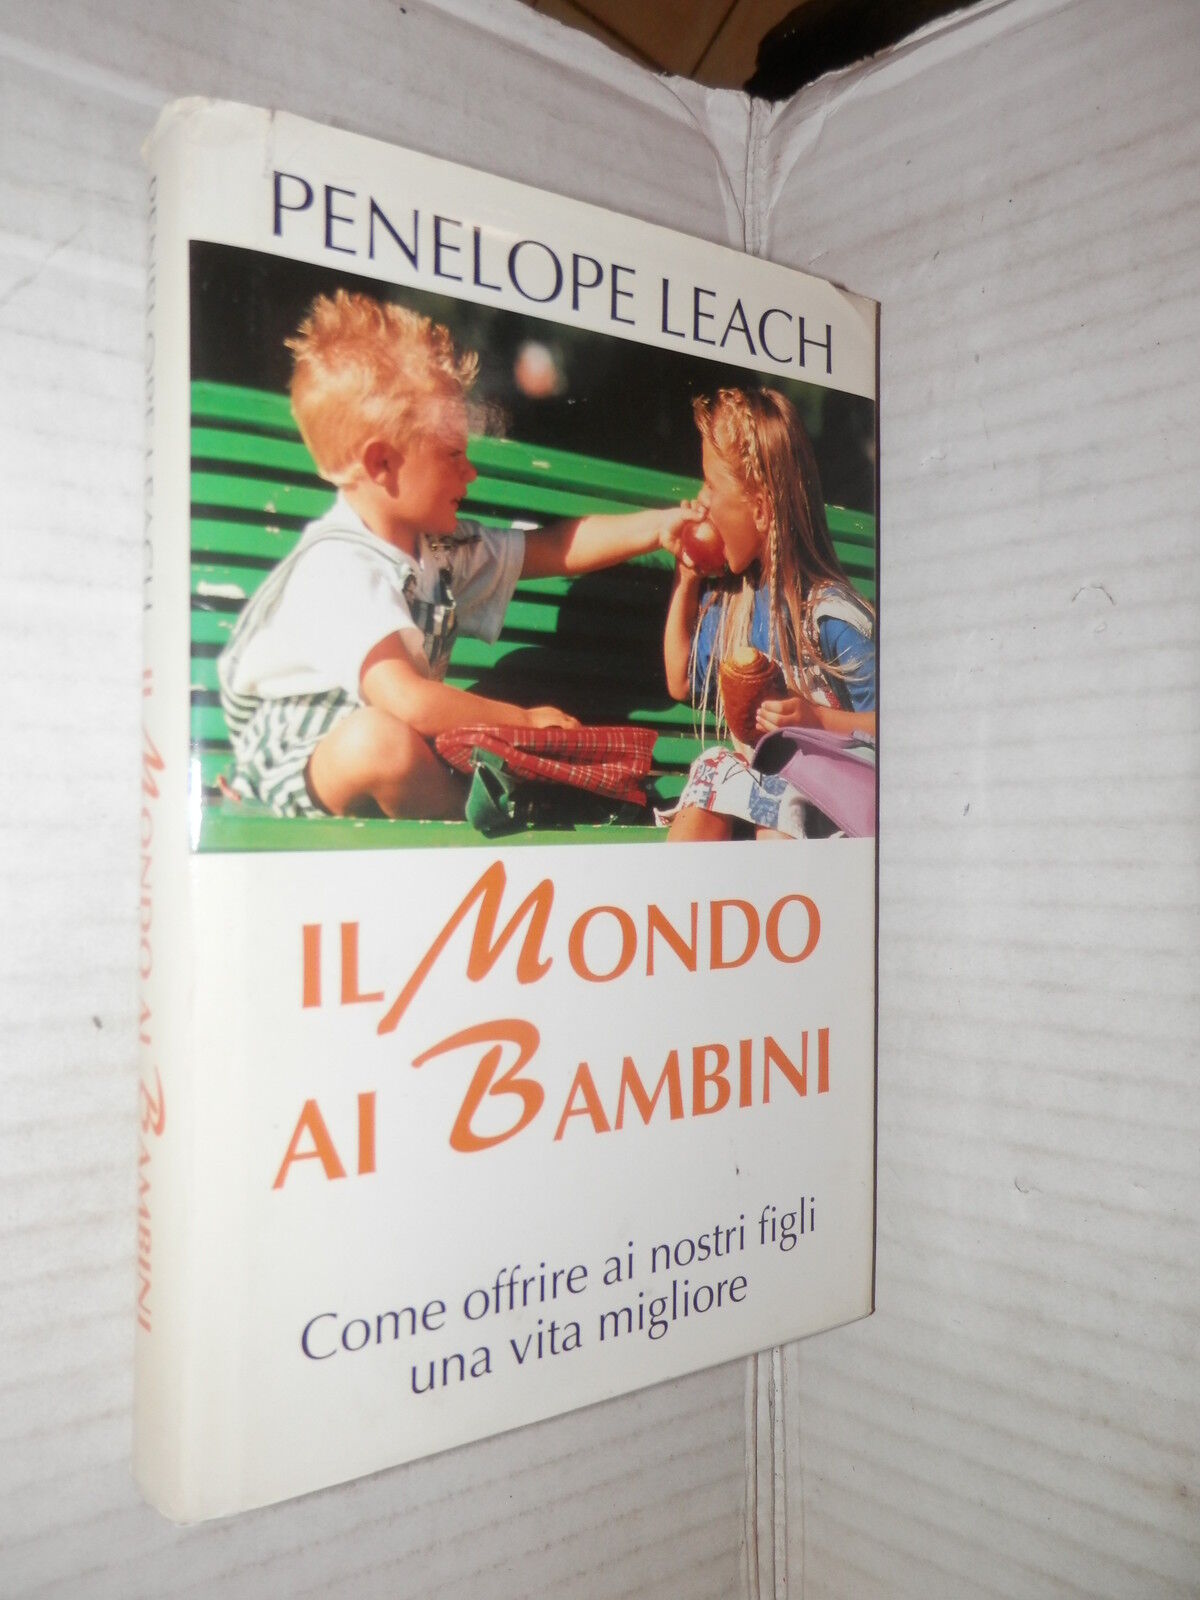 PENELOPE LEACH
IL MONDO
AI BAMBINI
Come offrire ai nostri figli
una vita migliore
IL MONDO AI BAMBINI